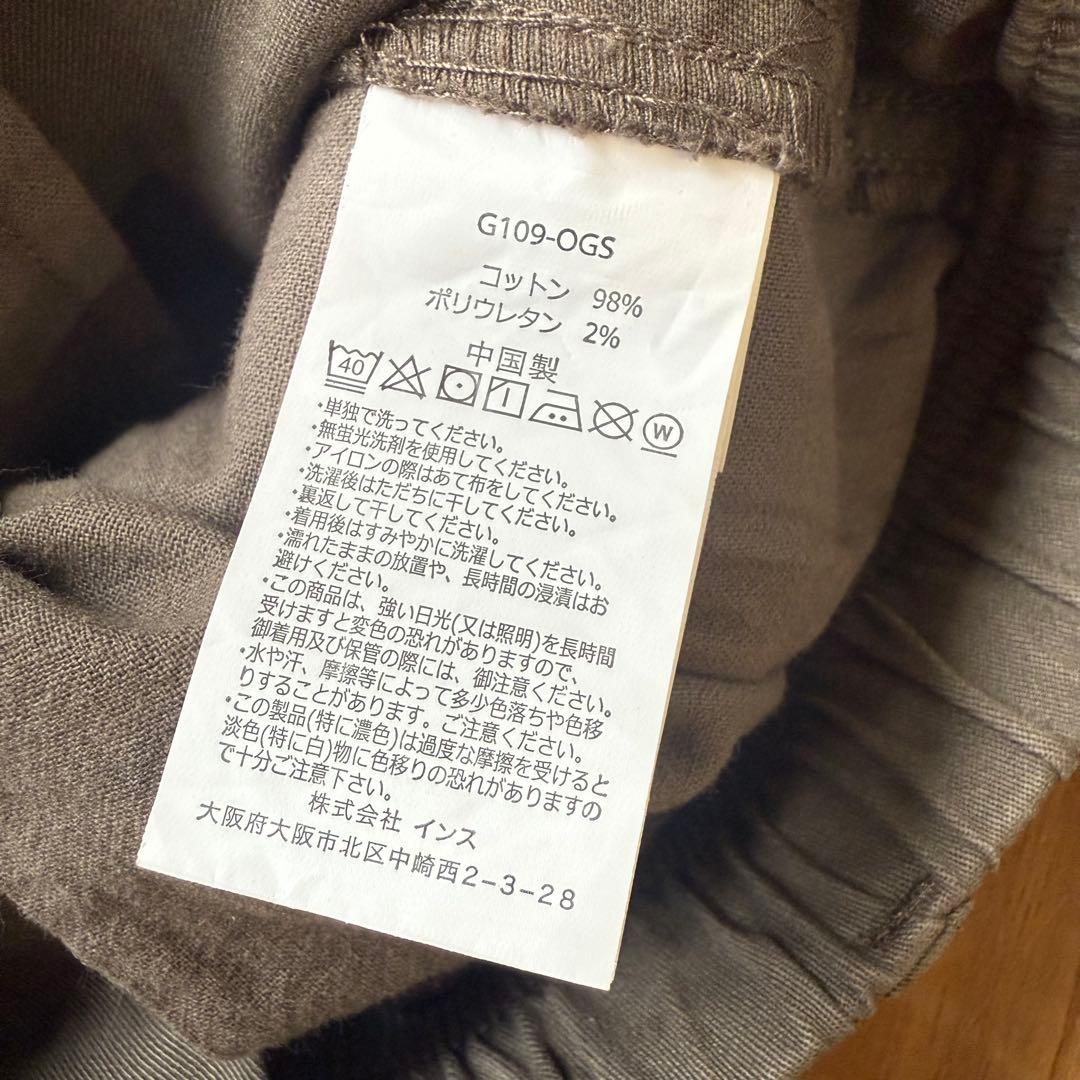 G109-OGS
コットン 98%
ポリウレタン 2%
中国製
40 W
・単独で洗ってください。
・無蛍光洗剤を使用してください。
・アイロンの際はあて布をしてください。
・洗濯後はただちに干してください。
・裏返して干してください。
・着用後はすみやかに洗濯してください。
・濡れたままの放置や、長時間の浸漬はお
避けください。
・この商品は、強い日光(又は照明)を長時間
受けますと変色の恐れがありますので、
御着用及び保管の際には、御注意ください。
・水や汗、摩擦等によって多少色落ちや色移
りすることがあります。ご注意ください。
・この製品(特に濃色)は過度な摩擦を受けると
淡色(特に白)物に色移りの恐れがありますの
で十分ご注意下さい。
株式会社 インス
大阪府大阪市北区中崎西2-3-28